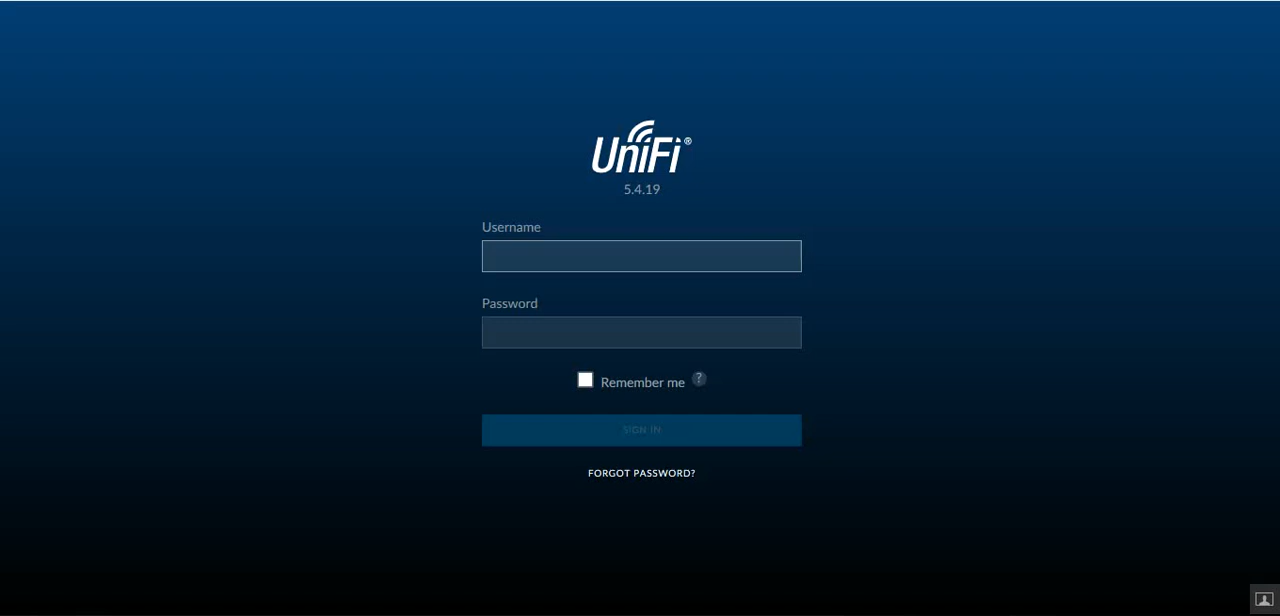 UniFi®
5.4.19
Username
Password
Remember me ?
SIGN IN
FORGOT PASSWORD?